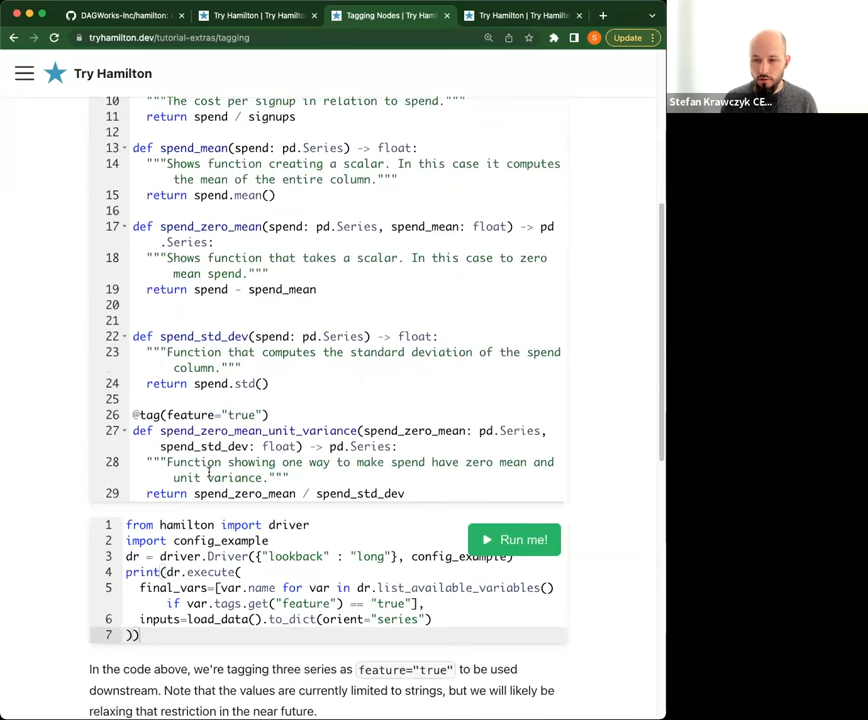 DAGWorks-Inc/hamilton: A
Try Hamilton | Try Hamilton
Tagging Nodes | Try Hamilton
Try Hamilton | Try Hamilton
tryhamilton.dev/tutorial-extras/tagging
S
Update
Try Hamilton
Stefan Krawczyk CE...
10 """The cost per signup in relation to spend."""
11 return spend / signups
12
13 def spend_mean(spend: pd.Series) -> float:
14 """Shows function creating a scalar. In this case it computes
the mean of the entire column."""
15 return spend.mean()
16
17 def spend_zero_mean(spend: pd.Series, spend_mean: float) -> pd
.Series:
18 """Shows function that takes a scalar. In this case to zero
mean spend."""
19 return spend - spend_mean
20
21
22 def spend_std_dev(spend: pd.Series) -> float:
23 """Function that computes the standard deviation of the spend
column."""
24 return spend.std()
25
26 @tag(feature="true")
27 def spend_zero_mean_unit_variance(spend_zero_mean: pd.Series,
spend_std_dev: float) -> pd.Series:
28 """Function showing one way to make spend have zero mean and
unit variance."""
29 return spend_zero_mean / spend_std_dev
1 from hamilton import driver
2 import config_example
Run me!
3 dr = driver.Driver({"lookback" : "long"}, config_example)
4 print(dr.execute(
5 final_vars=[var.name for var in dr.list_available_variables()
if var.tags.get("feature") == "true"],
6 inputs=load_data().to_dict(orient="series")
7 ))
In the code above, we're tagging three series as feature="true" to be used
downstream. Note that the values are currently limited to strings, but we will likely be
relaxing that restriction in the near future.